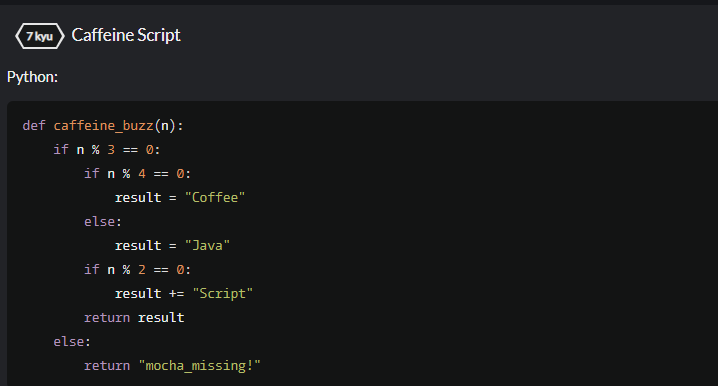 7 kyu Caffeine Script
Python:
def caffeine_buzz(n):
    if n % 3 == 0:
        if n % 4 == 0:
            result = "Coffee"
        else:
            result = "Java"
        if n % 2 == 0:
            result += "Script"
        return result
    else:
        return "mocha_missing!"